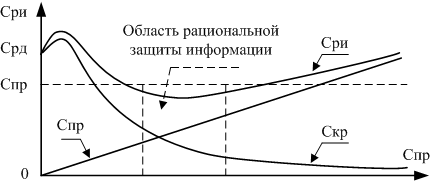 Сри
Срд
Спр
0
Область рациональной
защиты информации
Сри
Спр
Скр
Спр